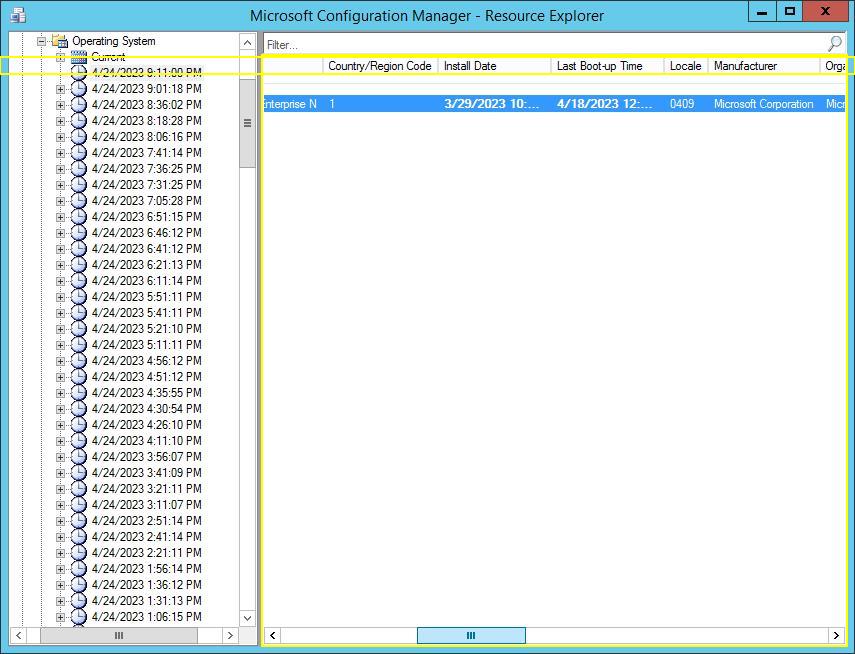 Microsoft Configuration Manager - Resource Explorer
Operating System
Current
4/24/2023 9:11:00 PM
4/24/2023 9:01:18 PM
4/24/2023 8:36:02 PM
4/24/2023 8:18:28 PM
4/24/2023 8:06:16 PM
4/24/2023 7:41:14 PM
4/24/2023 7:36:25 PM
4/24/2023 7:31:25 PM
4/24/2023 7:05:28 PM
4/24/2023 6:51:15 PM
4/24/2023 6:46:12 PM
4/24/2023 6:41:12 PM
4/24/2023 6:21:13 PM
4/24/2023 6:11:14 PM
4/24/2023 5:51:11 PM
4/24/2023 5:41:11 PM
4/24/2023 5:21:10 PM
4/24/2023 5:11:11 PM
4/24/2023 4:56:12 PM
4/24/2023 4:51:12 PM
4/24/2023 4:35:55 PM
4/24/2023 4:30:54 PM
4/24/2023 4:26:10 PM
4/24/2023 4:11:10 PM
4/24/2023 3:56:07 PM
4/24/2023 3:41:09 PM
4/24/2023 3:21:11 PM
4/24/2023 3:11:07 PM
4/24/2023 2:51:14 PM
4/24/2023 2:41:14 PM
4/24/2023 2:21:11 PM
4/24/2023 1:56:14 PM
4/24/2023 1:36:12 PM
4/24/2023 1:31:13 PM
4/24/2023 1:06:15 PM
Filter...
Country/Region Code Install Date Last Boot-up Time Locale Manufacturer Orga
Enterprise N 1 3/29/2023 10:... 4/18/2023 12:... 0409 Microsoft Corporation Micr